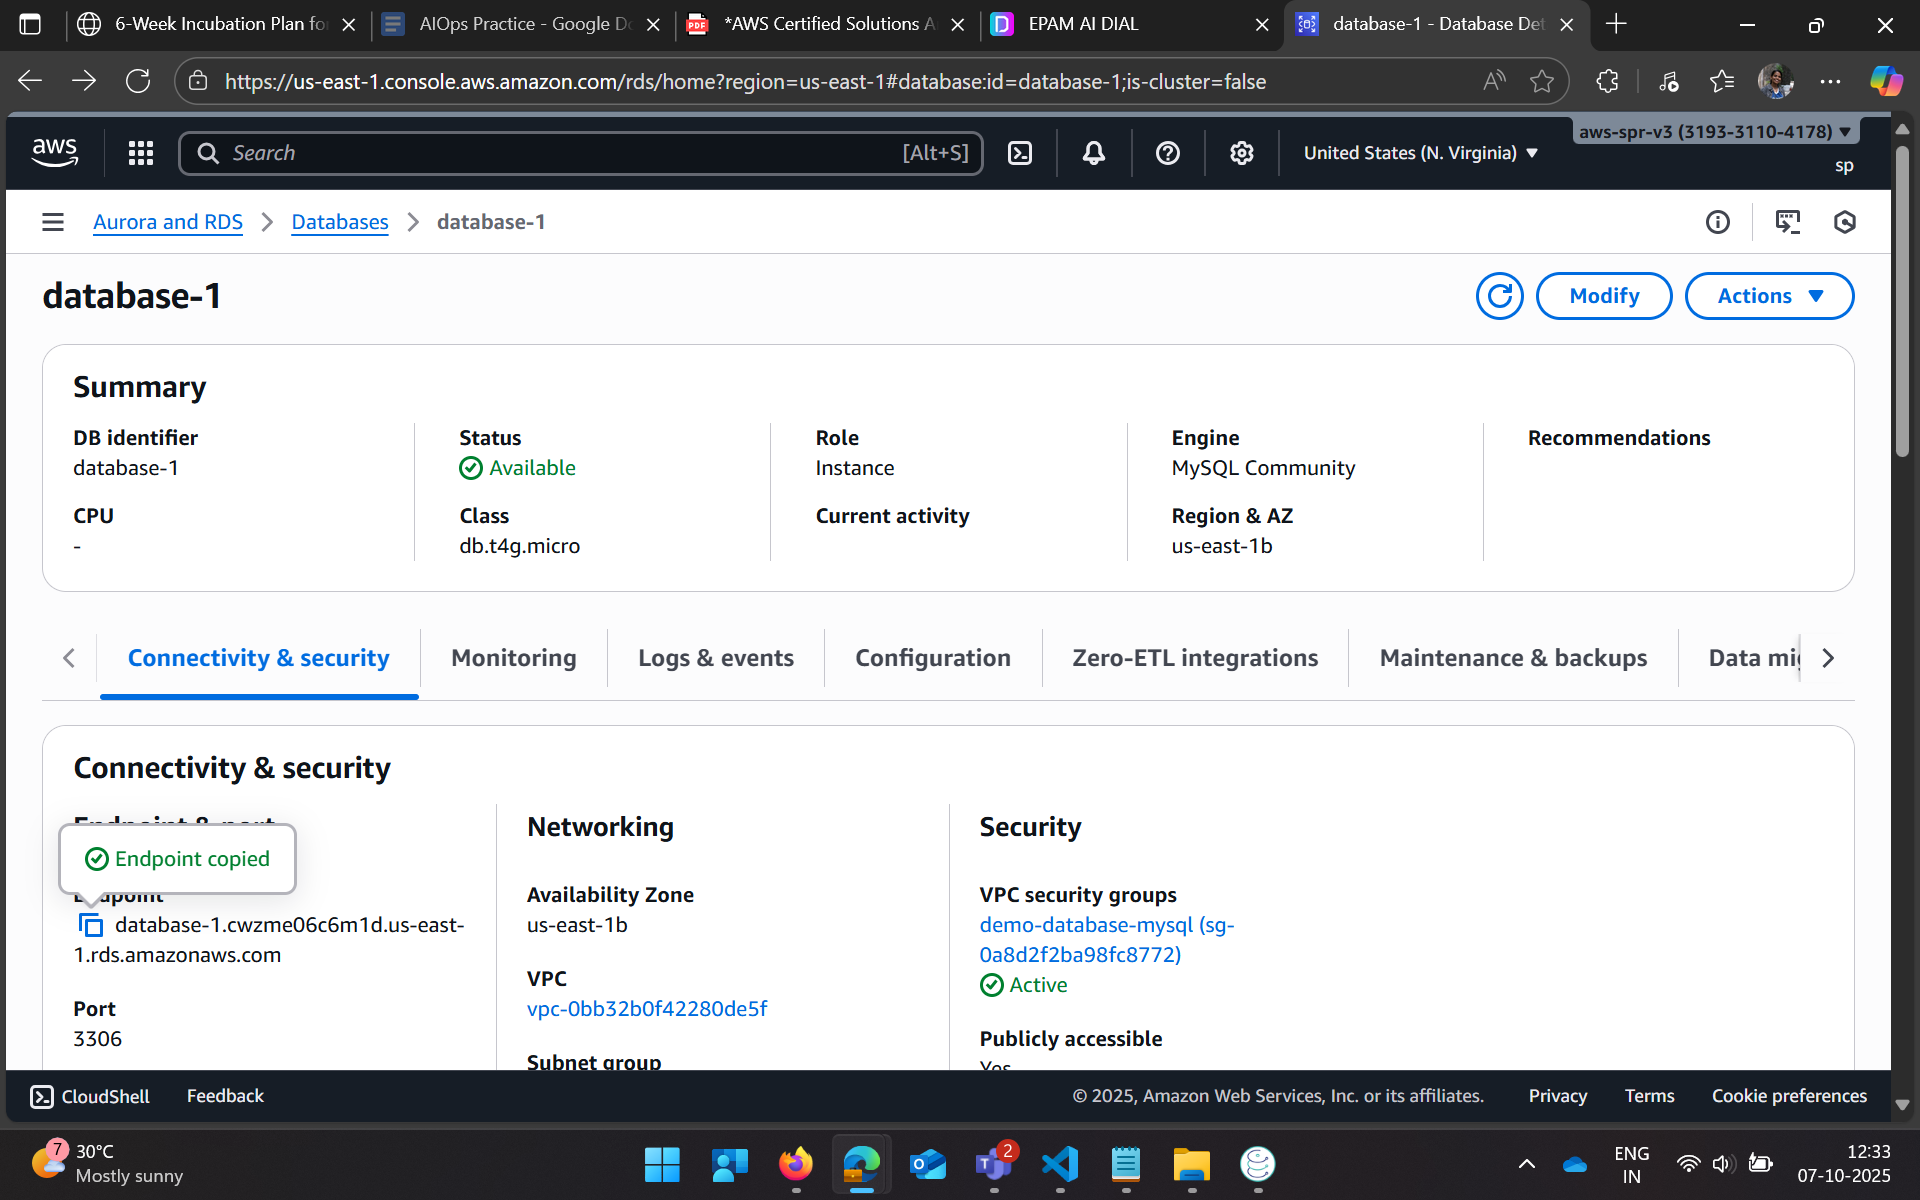 6-Week Incubation Plan for
AIOps Practice - Google Do
*AWS Certified Solutions A
EPAM AI DIAL
database-1 - Database Det
https://us-east-1.console.aws.amazon.com/rds/home?region=us-east-1#database:id=database-1;is-cluster=false
aws
Search
[Alt+S]
United States (N. Virginia)
aws-spr-v3 (3193-3110-4178)
sp
Aurora and RDS
Databases
database-1
database-1
Modify
Actions
Summary
DB identifier
database-1
Status
Available
Role
Instance
Engine
MySQL Community
Recommendations
CPU
-
Class
db.t4g.micro
Current activity
Region & AZ
us-east-1b
Connectivity & security
Monitoring
Logs & events
Configuration
Zero-ETL integrations
Maintenance & backups
Data mi
Connectivity & security
Endpoint & port
Endpoint copied
Endpoint
database-1.cwzme06c6m1d.us-east-
1.rds.amazonaws.com
Port
3306
Networking
Availability Zone
us-east-1b
VPC
vpc-0bb32b0f42280de5f
Subnet group
Security
VPC security groups
demo-database-mysql (sg-
0a8d2f2ba98fc8772)
Active
Publicly accessible
Yes
CloudShell
Feedback
© 2025, Amazon Web Services, Inc. or its affiliates.
Privacy
Terms
Cookie preferences
7
30°C
Mostly sunny
2
ENG
IN
12:33
07-10-2025